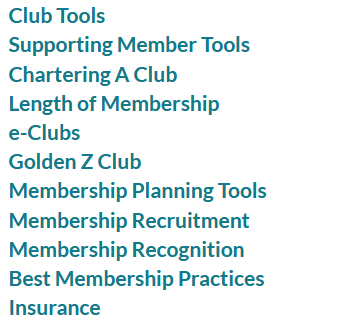 Club Tools
Supporting Member Tools
Chartering A Club
Length of Membership
e-Clubs
Golden Z Club
Membership Planning Tools
Membership Recruitment
Membership Recognition
Best Membership Practices
Insurance